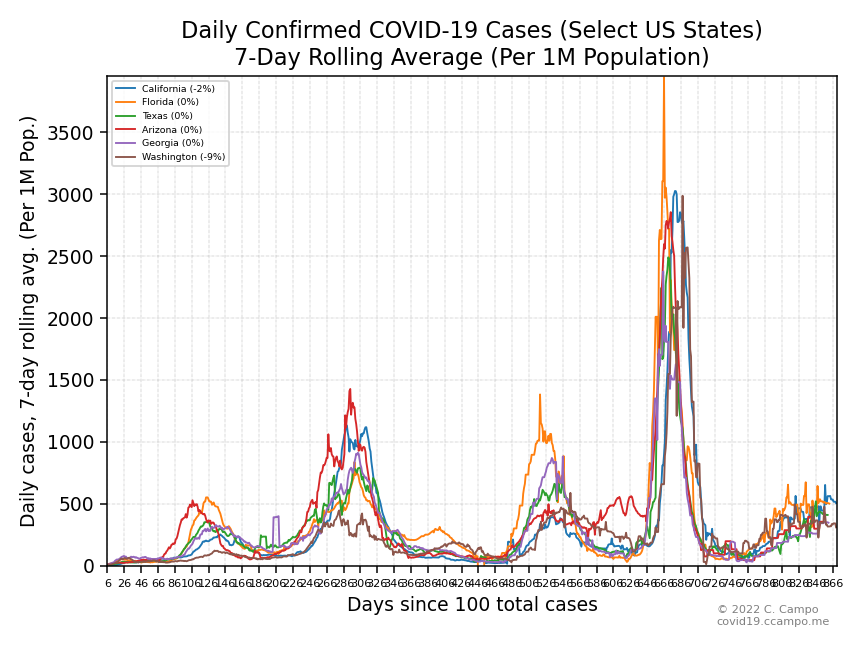 Daily Confirmed COVID-19 Cases (Select US States)
7-Day Rolling Average (Per 1M Population)
California (-2%)
Florida (0%)
Texas (0%)
Arizona (0%)
Georgia (0%)
Washington (-9%)
Daily cases, 7-day rolling avg. (Per 1M Pop.)
3500
3000
2500
2000
1500
1000
500
0
6 26 46 66 86 106 126 146 166 186 206 226 246 266 286 306 326 346 366 386 406 426 446 466 486 506 526 546 566 586 606 626 646 666 686 706 726 746 766 786 806 826 846 866
Days since 100 total cases
© 2022 C. Campo
covid19.ccampo.me